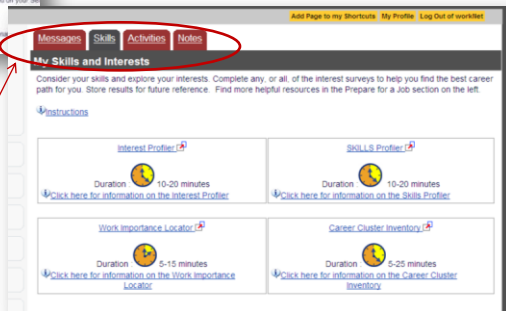 Add Page to my Shortcuts My Profile Log Out of workNet
Messages Skills Activities Notes
My Skills and Interests
Consider your skills and explore your interests. Complete any, or all, of the interest surveys to help you find the best career
path for you. Store results for future reference. Find more helpful resources in the Prepare for a Job section on the left.
Instructions
Interest Profiler
Duration 10-20 minutes
Click here for information on the Interest Profiler
SKILLS Profiler
Duration 10-20 minutes
Click here for information on the Skills Profiler
Work Importance Locator
Duration 5-15 minutes
Click here for information on the Work Importance
Locator
Career Cluster Inventory
Duration 5-25 minutes
Click here for information on the Career Cluster
Inventory